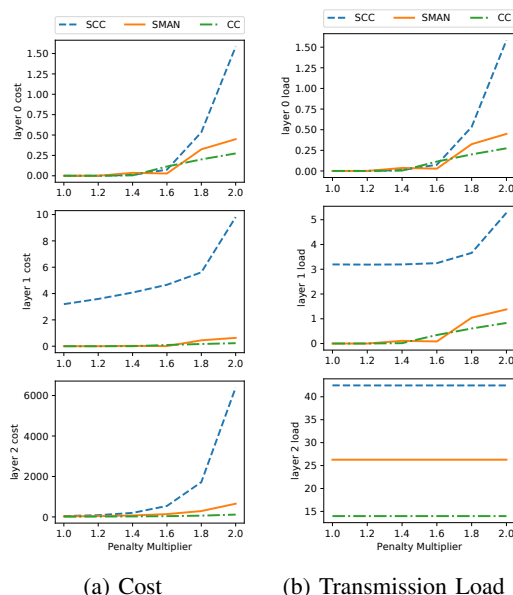 SCC SMAN CC
1.50
1.25
1.00
0.75
0.50
0.25
0.00
layer 0 cost
1.0 1.2 1.4 1.6 1.8 2.0
10
8
6
4
2
0
layer 1 cost
1.0 1.2 1.4 1.6 1.8 2.0
6000
4000
2000
0
layer 2 cost
1.0 1.2 1.4 1.6 1.8 2.0
Penalty Multiplier
(a) Cost
SCC SMAN CC
1.50
1.25
1.00
0.75
0.50
0.25
0.00
layer 0 load
1.0 1.2 1.4 1.6 1.8 2.0
5
4
3
2
1
0
layer 1 load
1.0 1.2 1.4 1.6 1.8 2.0
40
35
30
25
20
15
layer 2 load
1.0 1.2 1.4 1.6 1.8 2.0
Penalty Multiplier
(b) Transmission Load